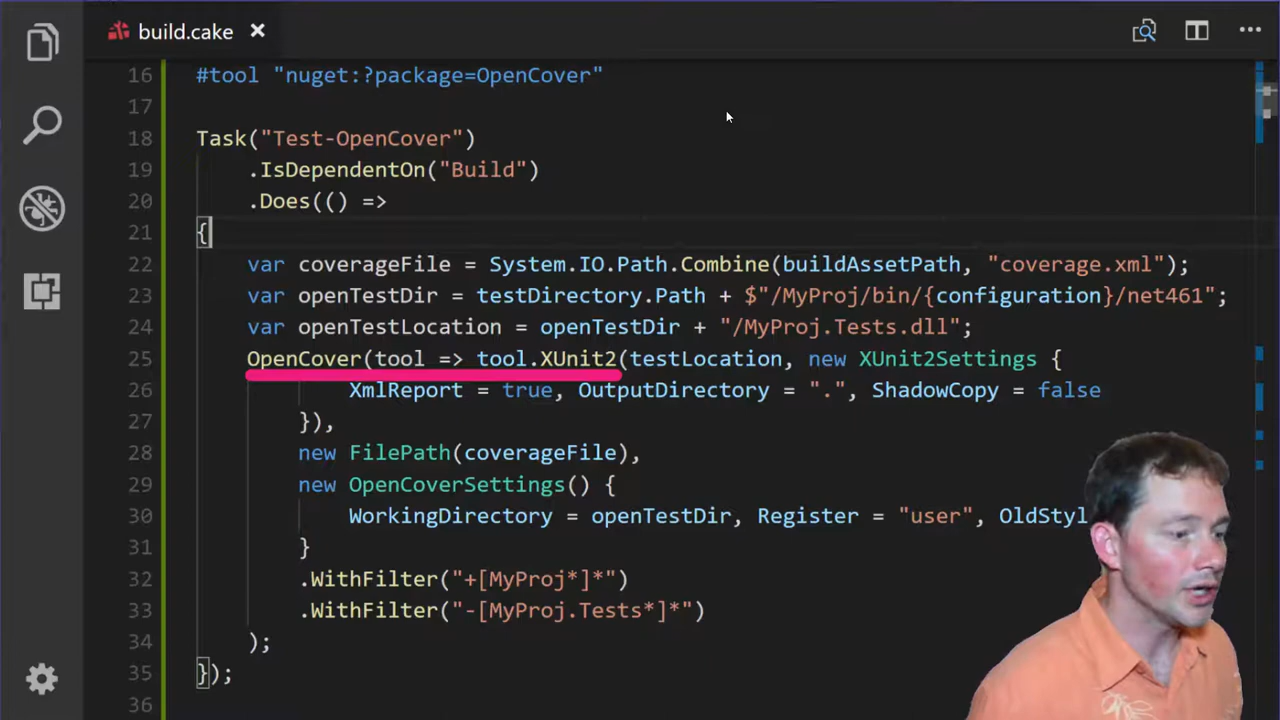 build.cake
16 #tool "nuget:?package=OpenCover"
17
18 Task("Test-OpenCover")
19 .IsDependentOn("Build")
20 .Does(() =>
21 {
22 var coverageFile = System.IO.Path.Combine(buildAssetPath, "coverage.xml");
23 var openTestDir = testDirectory.Path + $"/MyProj/bin/{configuration}/net461";
24 var openTestLocation = openTestDir + "/MyProj.Tests.dll";
25 OpenCover(tool => tool.XUnit2(testLocation, new XUnit2Settings {
26 XmlReport = true, OutputDirectory = ".", ShadowCopy = false
27 }),
28 new FilePath(coverageFile),
29 new OpenCoverSettings() {
30 WorkingDirectory = openTestDir, Register = "user", OldStyl
31 }
32 .WithFilter("+[MyProj*]*")
33 .WithFilter("-[MyProj.Tests*]*")
34 );
35 });
36